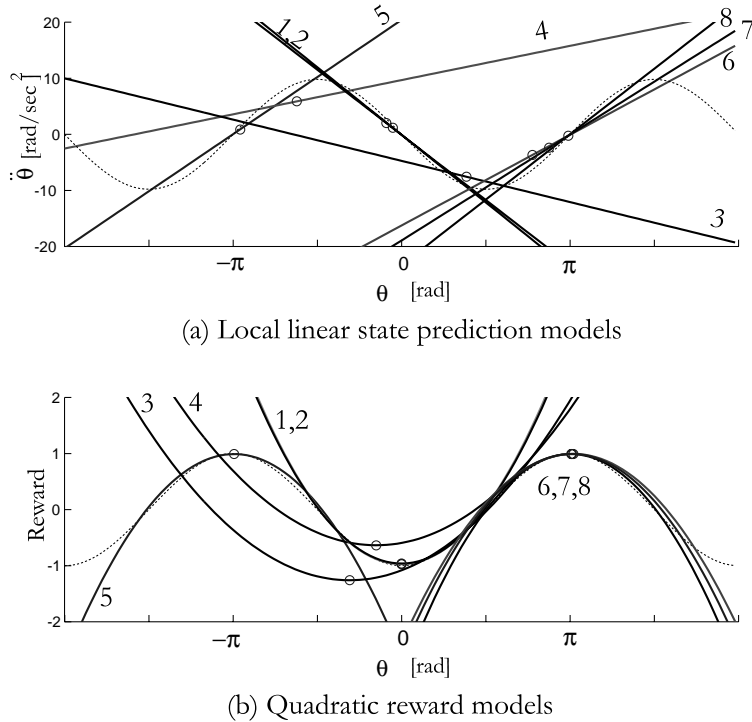 20
10
0
-10
-20
θ̈ [rad/sec²]
1,2
5
4
8
7
6
3
−π
0
π
θ [rad]
(a) Local linear state prediction models
2
1
0
-1
-2
Reward
3
4
1,2
5
6,7,8
−π
0
π
θ [rad]
(b) Quadratic reward models